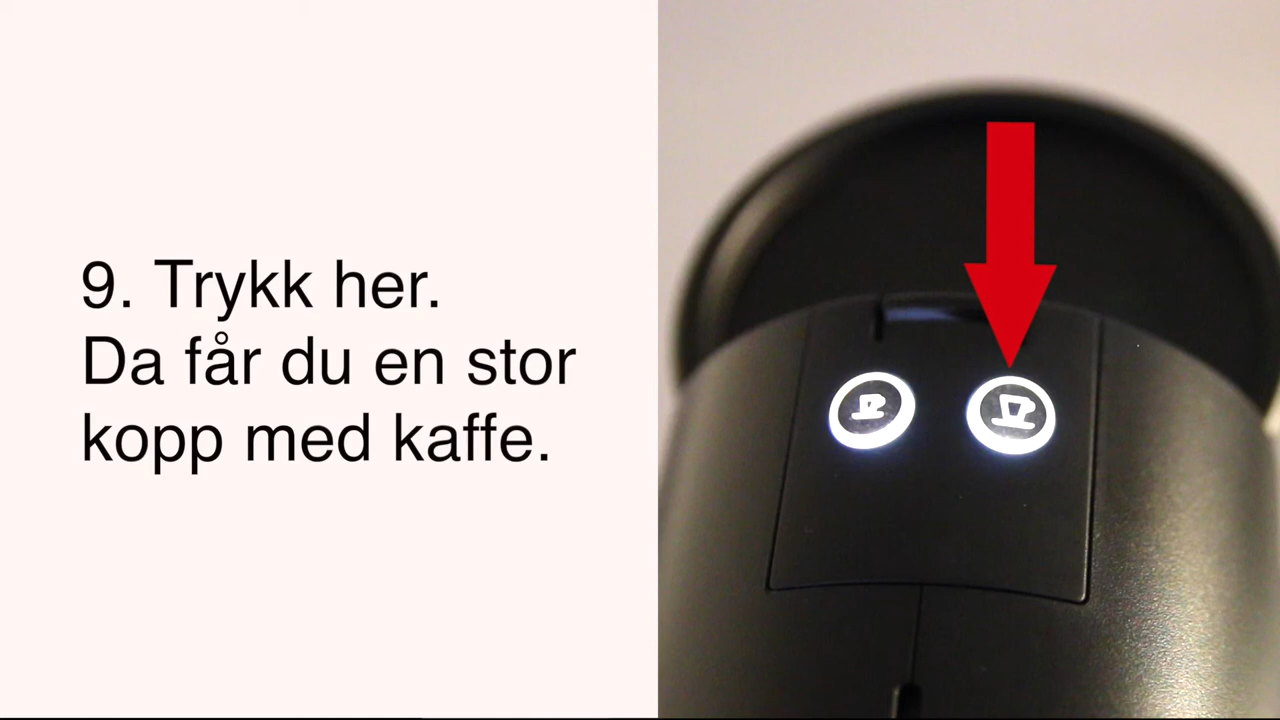 9. Trykk her.
Da får du en stor
kopp med kaffe.